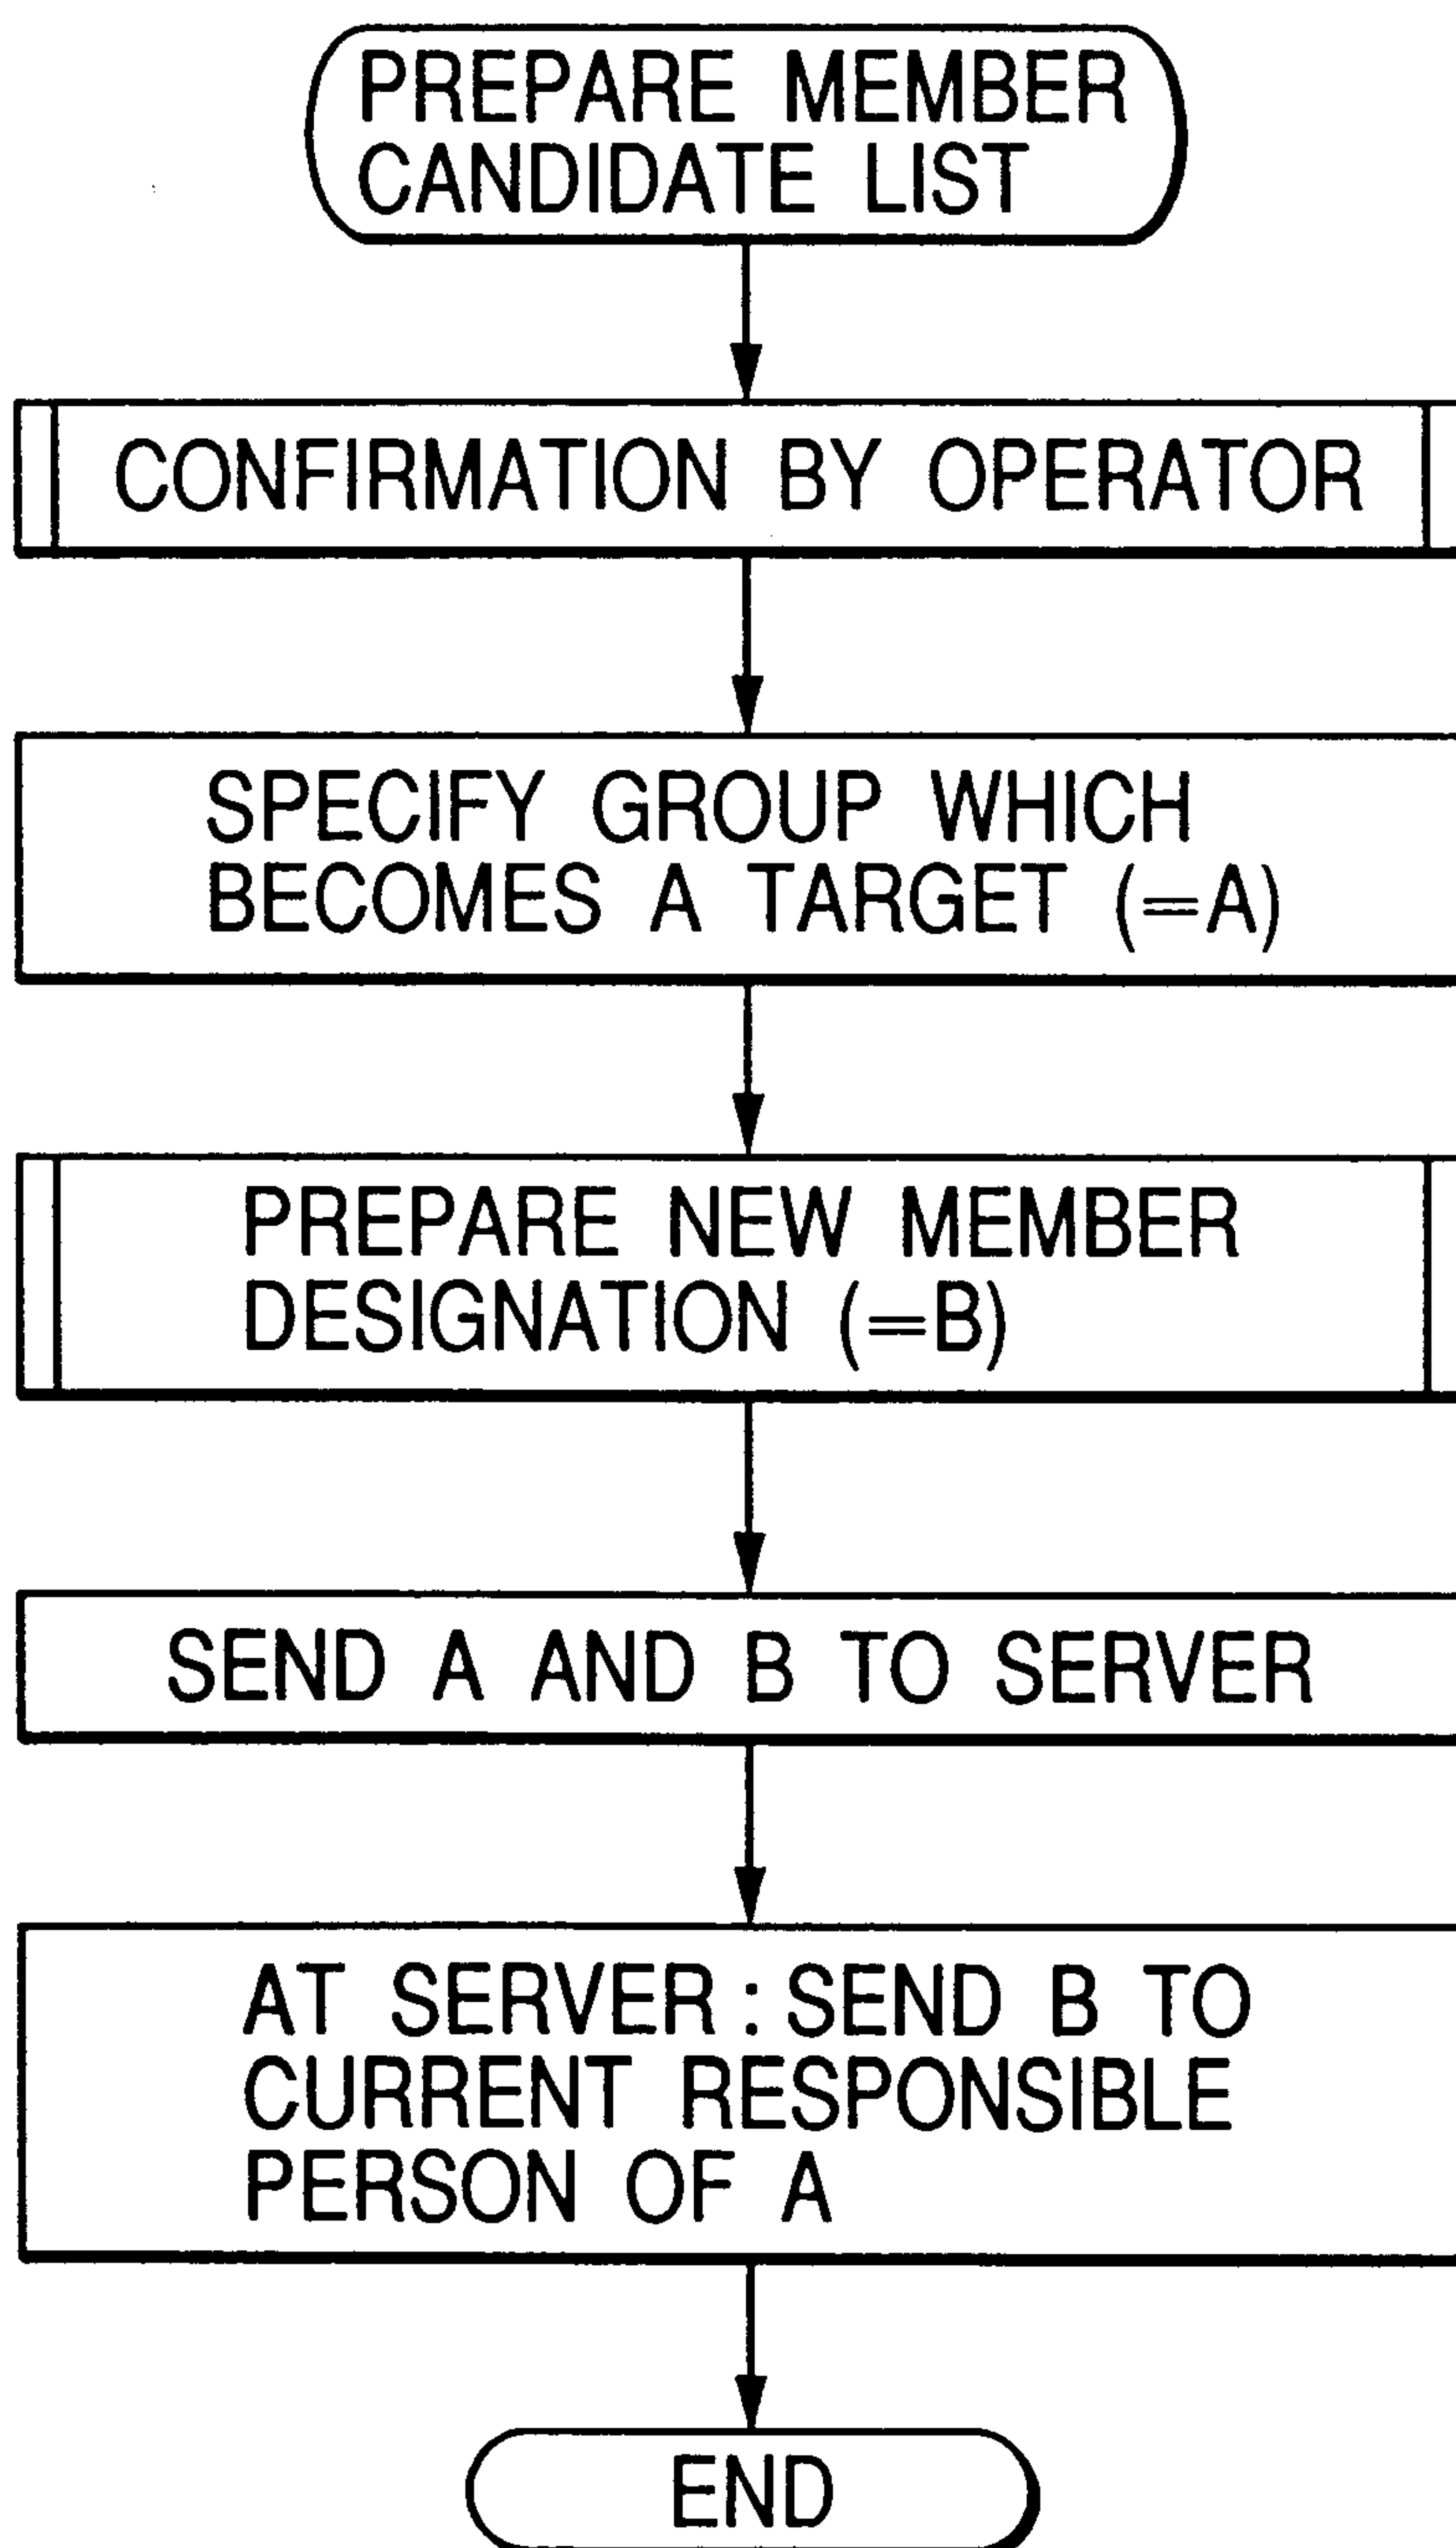 PREPARE MEMBER
CANDIDATE LIST
CONFIRMATION BY OPERATOR
SPECIFY GROUP WHICH
BECOMES A TARGET (=A)
PREPARE NEW MEMBER
DESIGNATION (=B)
SEND A AND B TO SERVER
AT SERVER : SEND B TO
CURRENT RESPONSIBLE
PERSON OF A
END